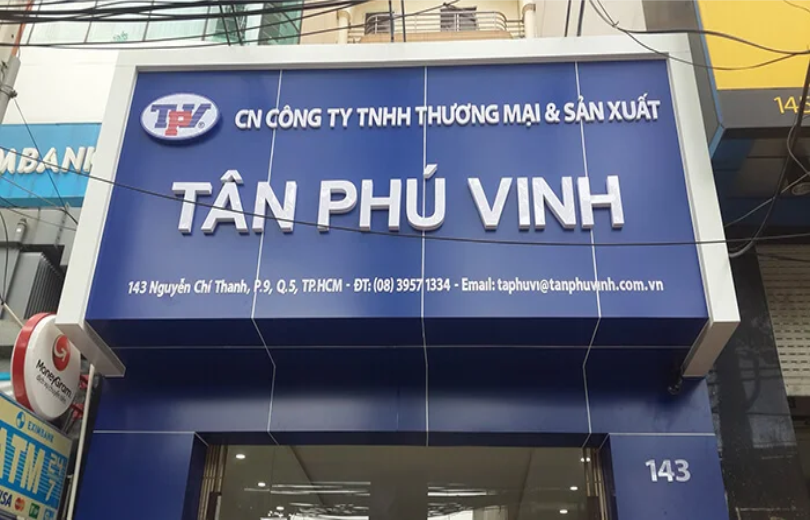 TPV®
CN CÔNG TY TNHH THƯƠNG MẠI & SẢN XUẤT
TÂN PHÚ VINH
143 Nguyễn Chí Thanh, P.9, Q.5, TP.HCM - ĐT: (08) 3957 1334 - Email: taphuvi@tanphuvinh.com.vn
MBANK
MoneyGram
EXIMBANK
ATM
VISA
143